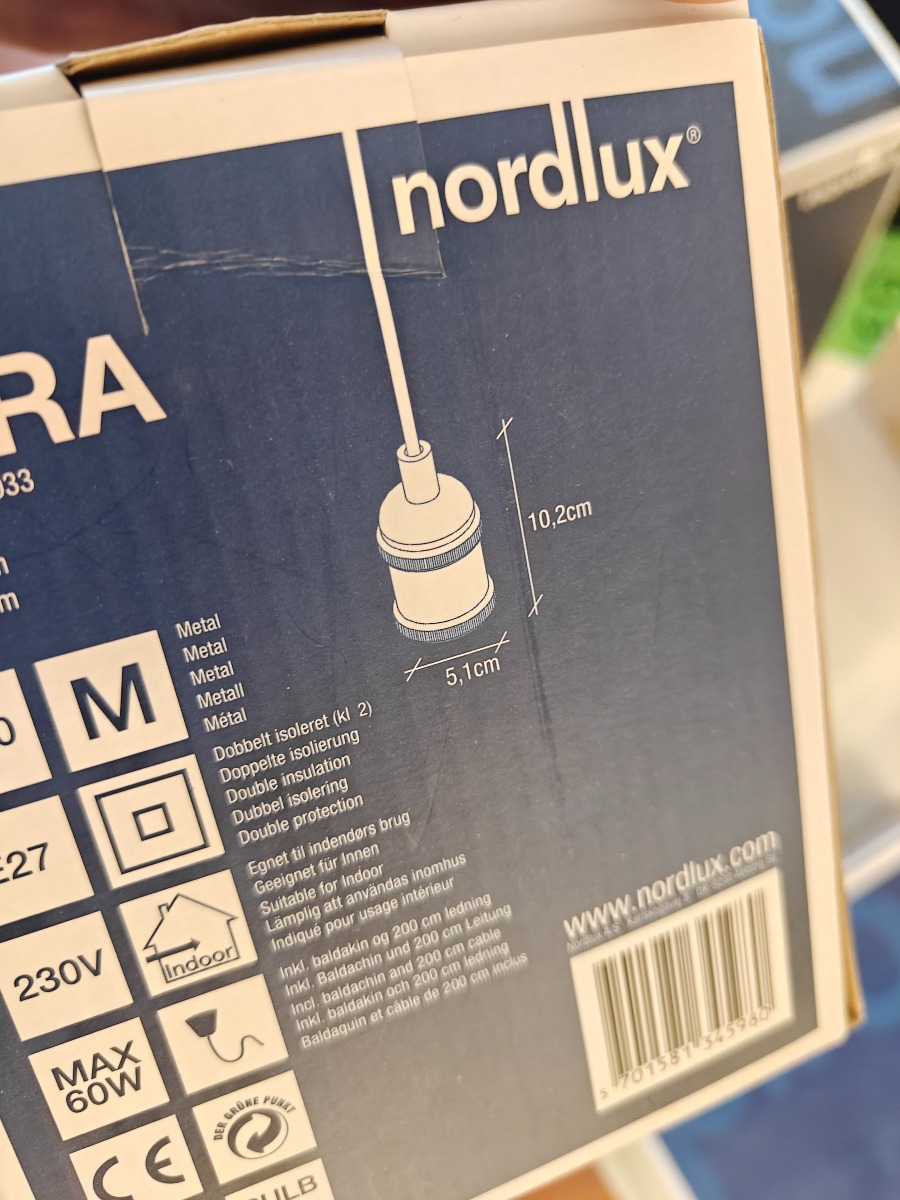 nordlux®
RA
033
m
10,2cm
5,1cm
M
Metal
Metal
Metal
Metall
Métal
Dobbelt isoleret (kl 2)
Doppelte isolierung
Double insulation
Dubbel isolering
Double protection
E27
Egnet til indendørs brug
Geeignet für Innen
Suitable for Indoor
Lämplig att användas inomhus
Indiqué pour usage intérieur
230V
Indoor
Inkl. baldakin og 200 cm ledning
Inkl. Baldachin und 200 cm Leitung
Incl. baldachin and 200 cm cable
Inkl. baldakin och 200 cm ledning
Baldaquin et câble de 200 cm inclus
MAX
60W
DER GRÜNE PUNKT
CE
BULB
www.nordlux.com
5 701581 345980